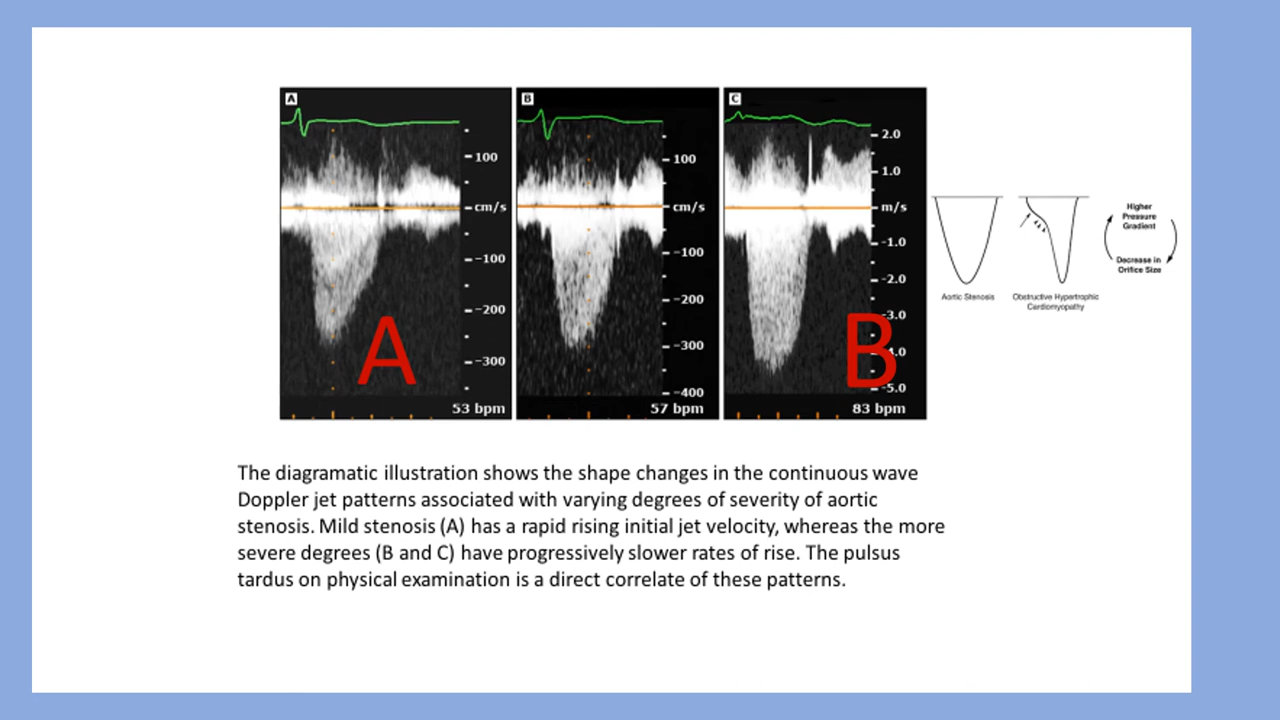 A
B
C
100
cm/s
−100
−200
−300
53 bpm
A
100
cm/s
−100
−200
−300
−400
57 bpm
2.0
1.0
m/s
-1.0
-2.0
-3.0
4.0
-5.0
83 bpm
B
Aortic Stenosis
Obstructive Hypertrophic
Cardiomyopathy
Higher
Pressure
Gradient
Decrease in
Orifice Size
The diagramatic illustration shows the shape changes in the continuous wave
Doppler jet patterns associated with varying degrees of severity of aortic
stenosis. Mild stenosis (A) has a rapid rising initial jet velocity, whereas the more
severe degrees (B and C) have progressively slower rates of rise. The pulsus
tardus on physical examination is a direct correlate of these patterns.